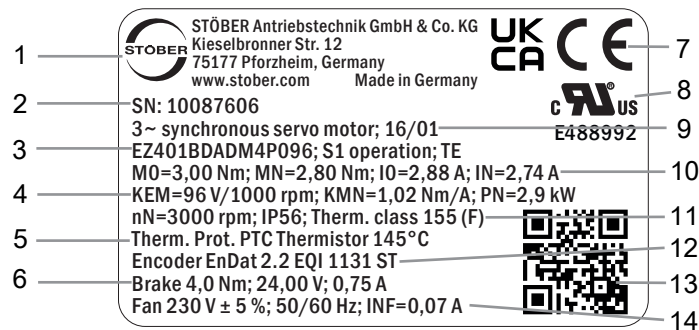 STÖBER
STÖBER Antriebstechnik GmbH & Co. KG
Kieselbronner Str. 12
75177 Pforzheim, Germany
www.stober.com Made in Germany
UK
CA
CE
C RU® US
E488992
SN: 10087606
3~ synchronous servo motor; 16/01
EZ401BDADM4P096; S1 operation; TE
M0=3,00 Nm; MN=2,80 Nm; I0=2,88 A; IN=2,74 A
KEM=96 V/1000 rpm; KMN=1,02 Nm/A; PN=2,9 kW
nN=3000 rpm; IP56; Therm. class 155 (F)
Therm. Prot. PTC Thermistor 145°C
Encoder EnDat 2.2 EQI 1131 ST
Brake 4,0 Nm; 24,00 V; 0,75 A
Fan 230 V ± 5 %; 50/60 Hz; INF=0,07 A
1
2
3
4
5
6
7
8
9
10
11
12
13
14